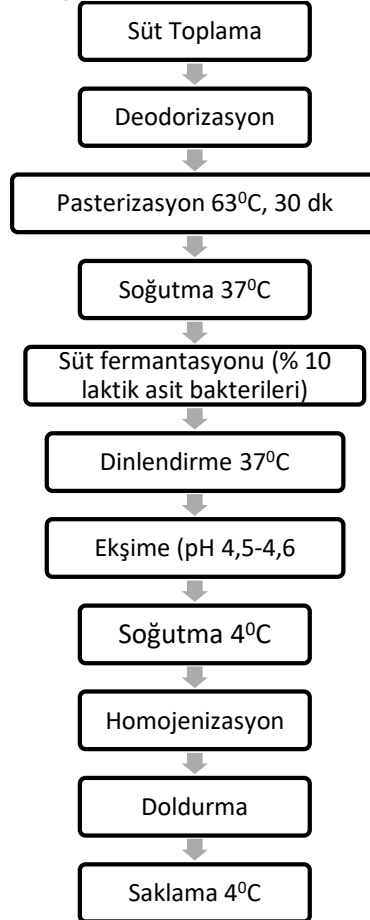 Süt Toplama
Deodorizasyon
Pasterizasyon 63⁰C, 30 dk
Soğutma 37⁰C
Süt fermantasyonu (% 10
laktik asit bakterileri)
Dinlendirme 37⁰C
Ekşime (pH 4,5-4,6
Soğutma 4⁰C
Homojenizasyon
Doldurma
Saklama 4⁰C